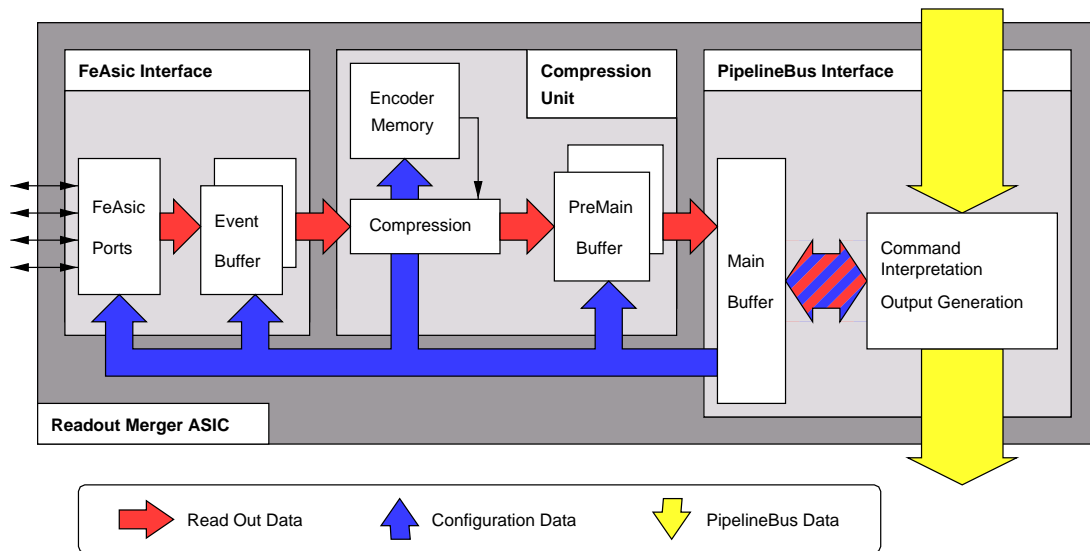 FeAsic Interface
Compression
Unit
PipelineBus Interface
Encoder
Memory
FeAsic
Ports
Event
Buffer
Compression
PreMain
Buffer
Main
Buffer
Command
Interpretation
Output Generation
Readout Merger ASIC
Read Out Data
Configuration Data
PipelineBus Data